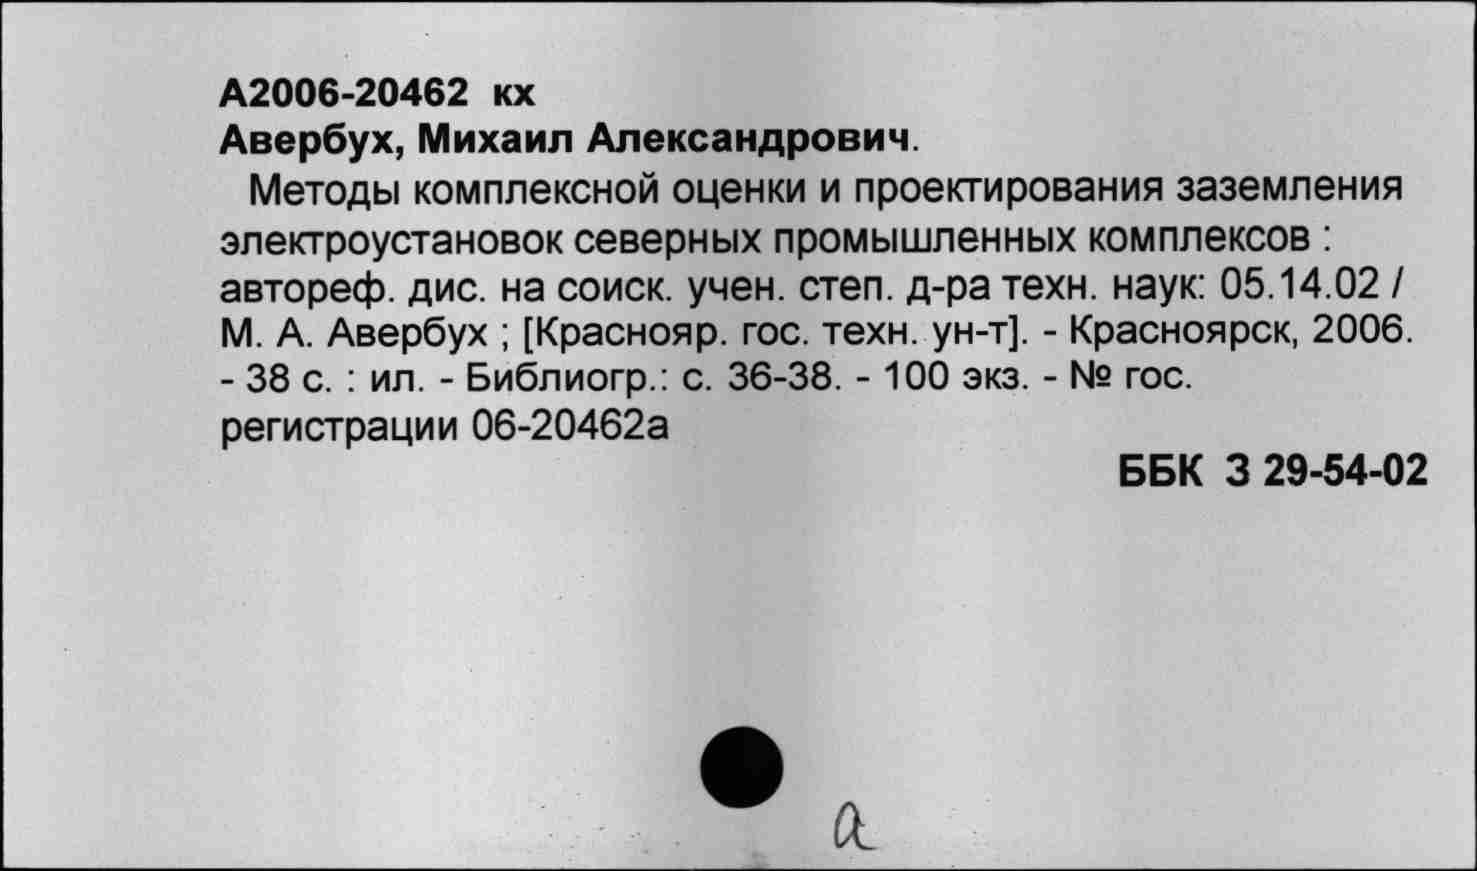 А2006-20462 кх
Авербух, Михаил Александрович.
Методы комплексной оценки и проектирования заземления
электроустановок северных промышленных комплексов :
автореф. дис. на соиск. учен. степ. д-ра техн. наук: 05.14.02 /
М. А. Авербух ; [Краснояр. гос. техн. ун-т]. - Красноярск, 2006.
- 38 с. : ил. - Библиогр.: с. 36-38. - 100 экз. - № гос.
регистрации 06-20462а
ББК З 29-54-02
а